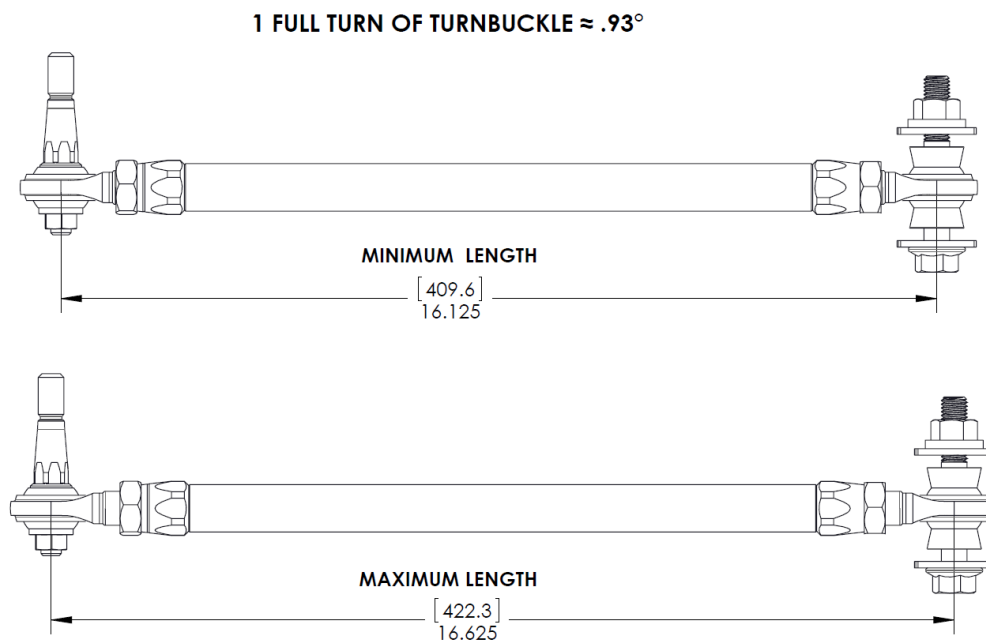 1 FULL TURN OF TURNBUCKLE ≈ .93°
MINIMUM LENGTH
[409.6]
16.125
MAXIMUM LENGTH
[422.3]
16.625